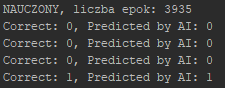 NAUCZONY, liczba epok: 3935
Correct: 0, Predicted by AI: 0
Correct: 0, Predicted by AI: 0
Correct: 0, Predicted by AI: 0
Correct: 1, Predicted by AI: 1